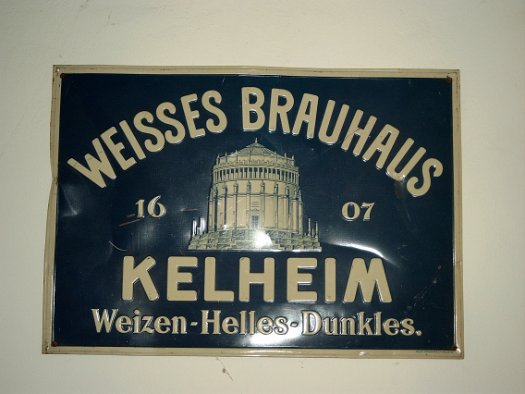 WEISSES BRAUHAUS
16 07
KELHEIM
Weizen-Helles-Dunkles.